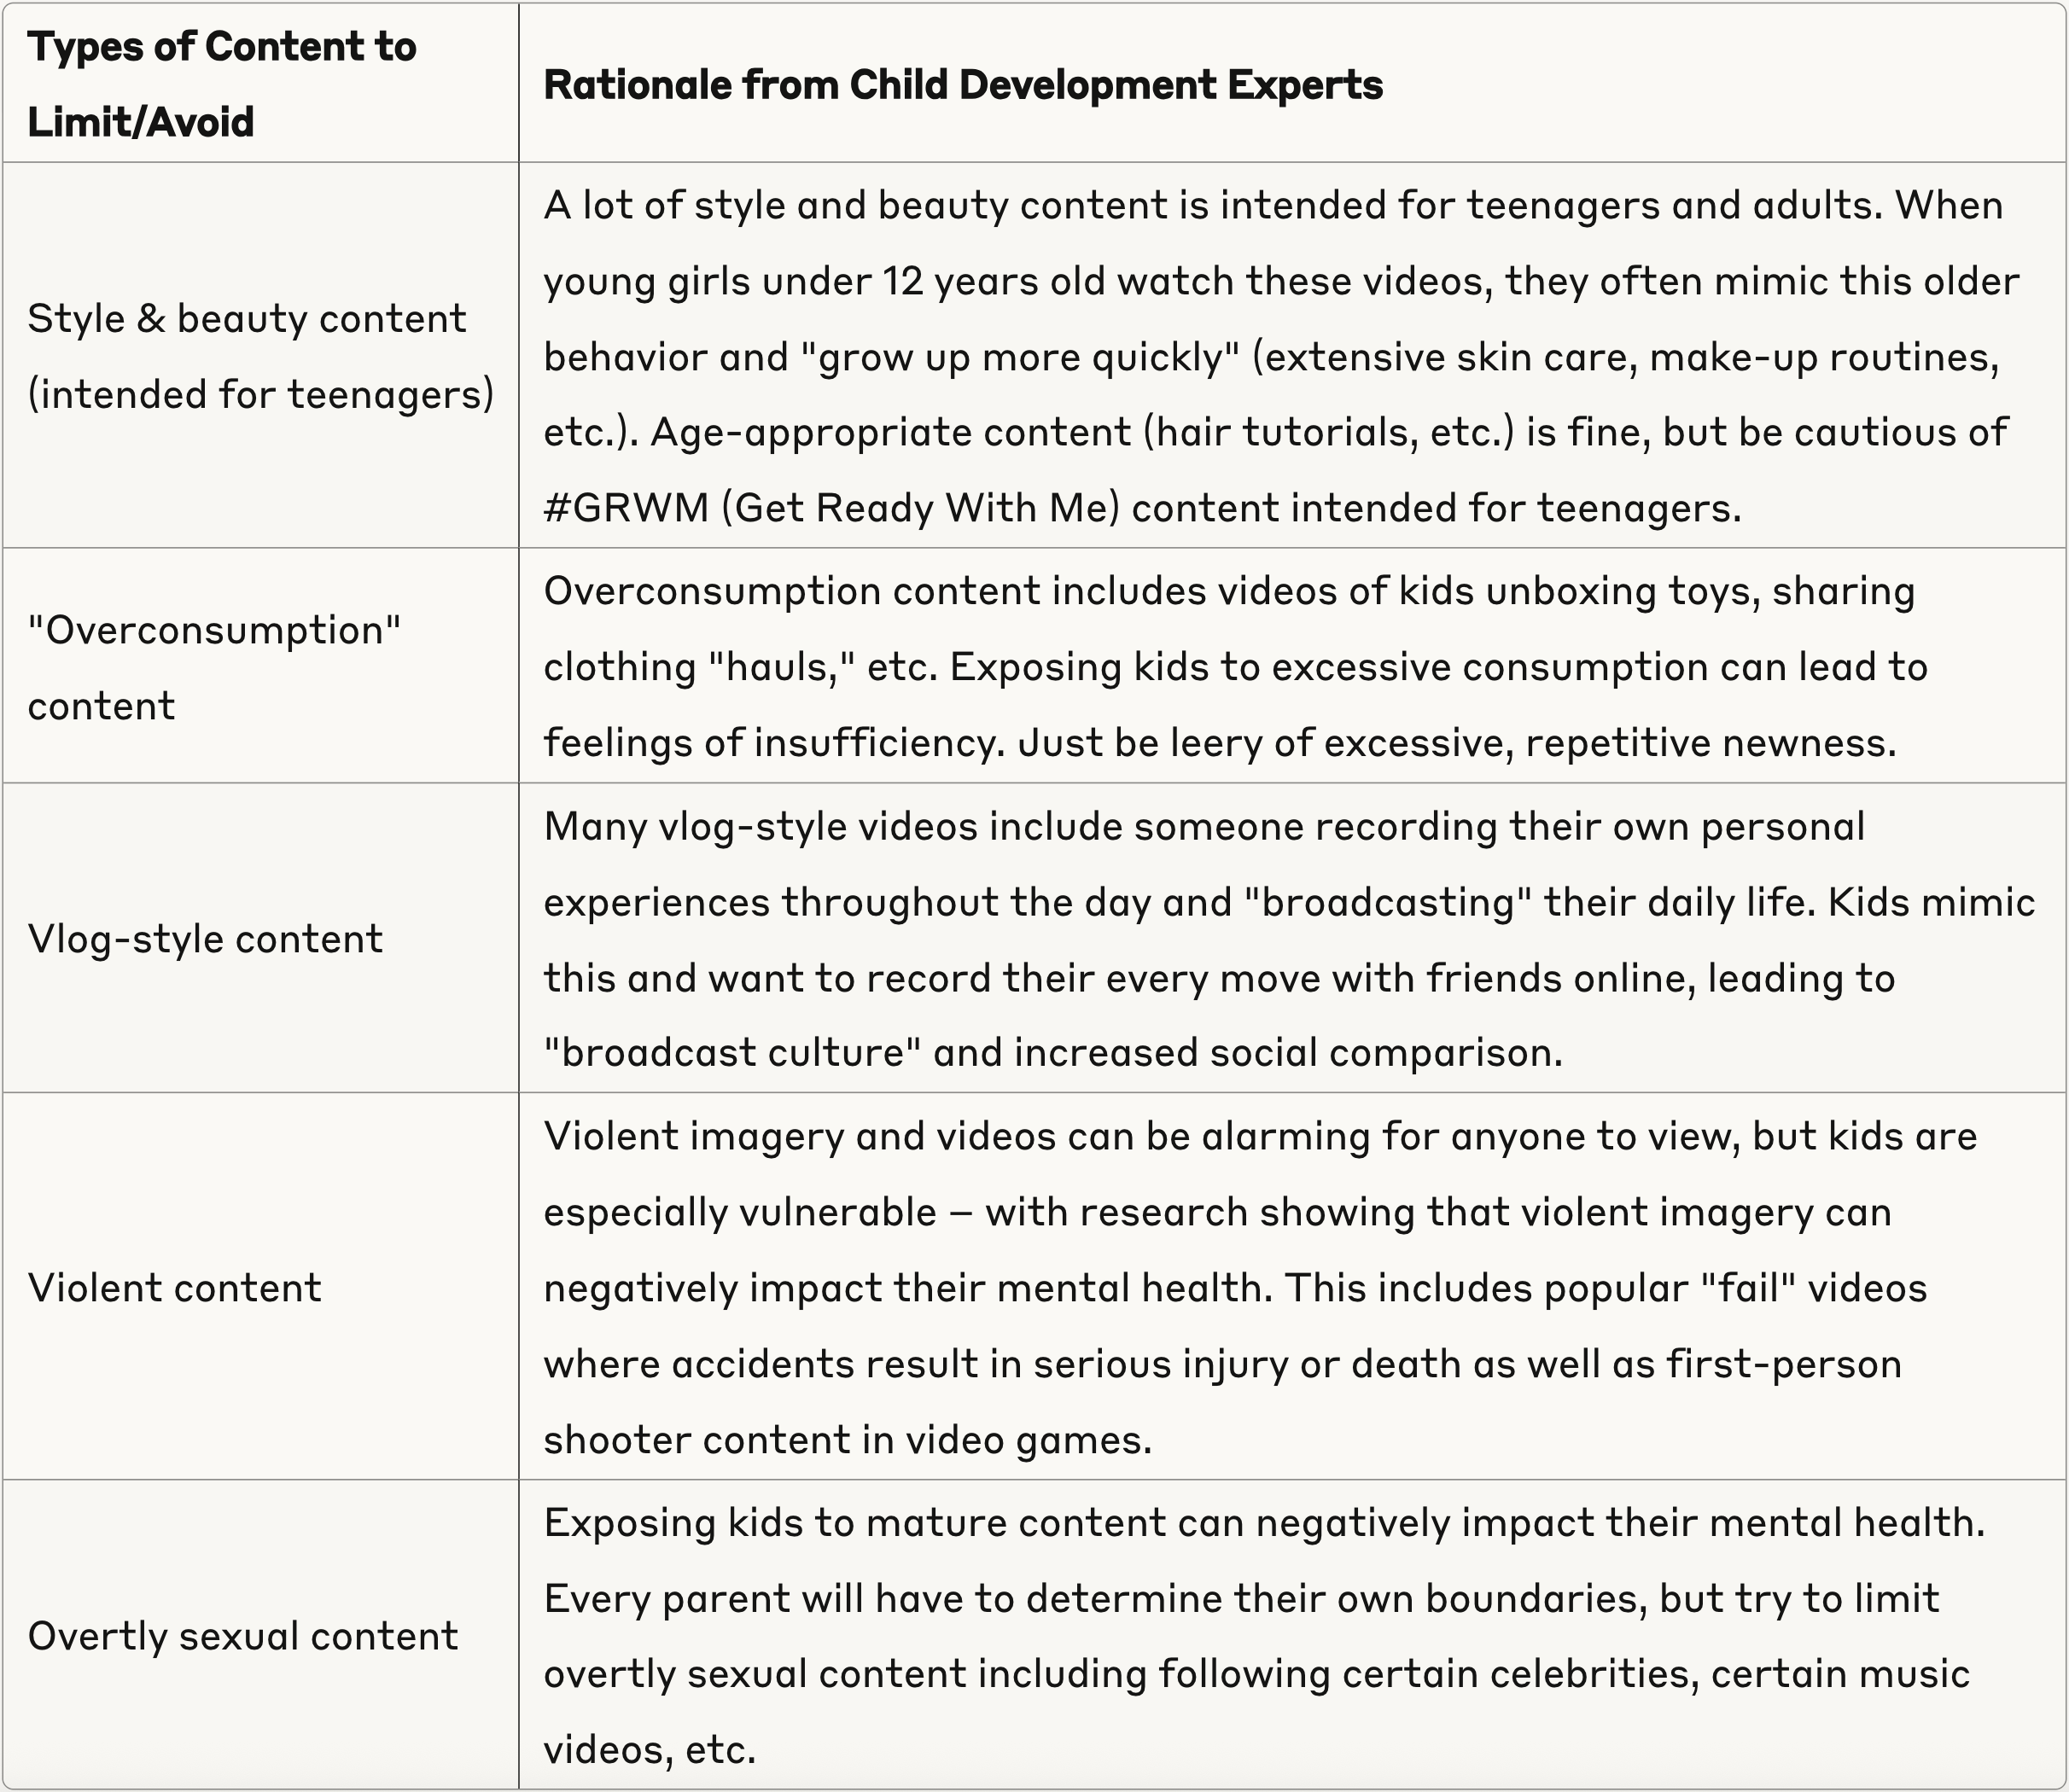 Types of Content to
Limit/Avoid
Rationale from Child Development Experts
Style & beauty content
(intended for teenagers)
A lot of style and beauty content is intended for teenagers and adults. When
young girls under 12 years old watch these videos, they often mimic this older
behavior and "grow up more quickly" (extensive skin care, make-up routines,
etc.). Age-appropriate content (hair tutorials, etc.) is fine, but be cautious of
#GRWM (Get Ready With Me) content intended for teenagers.
"Overconsumption"
content
Overconsumption content includes videos of kids unboxing toys, sharing
clothing "hauls," etc. Exposing kids to excessive consumption can lead to
feelings of insufficiency. Just be leery of excessive, repetitive newness.
Vlog-style content
Many vlog-style videos include someone recording their own personal
experiences throughout the day and "broadcasting" their daily life. Kids mimic
this and want to record their every move with friends online, leading to
"broadcast culture" and increased social comparison.
Violent content
Violent imagery and videos can be alarming for anyone to view, but kids are
especially vulnerable – with research showing that violent imagery can
negatively impact their mental health. This includes popular "fail" videos
where accidents result in serious injury or death as well as first-person
shooter content in video games.
Overtly sexual content
Exposing kids to mature content can negatively impact their mental health.
Every parent will have to determine their own boundaries, but try to limit
overtly sexual content including following certain celebrities, certain music
videos, etc.